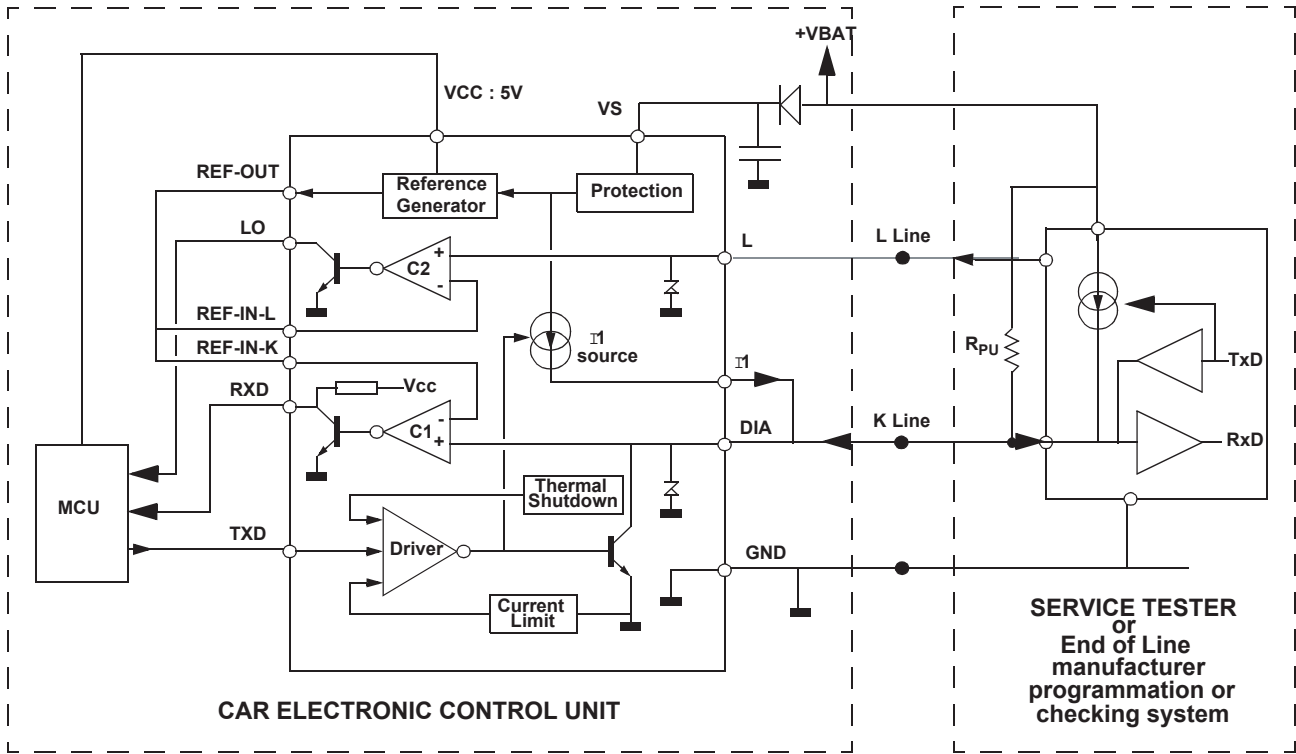 +VBAT
VCC : 5V
VS
REF-OUT
Reference
Generator
Protection
LO
L
L Line
C2
+
-
REF-IN-L
REF-IN-K
I1
source
RPU
TxD
I1
RXD
Vcc
C1
-
+
DIA
K Line
RxD
MCU
Thermal
Shutdown
TXD
Driver
GND
Current
Limit
SERVICE TESTER
or
End of Line
manufacturer
programmation or
checking system
CAR ELECTRONIC CONTROL UNIT